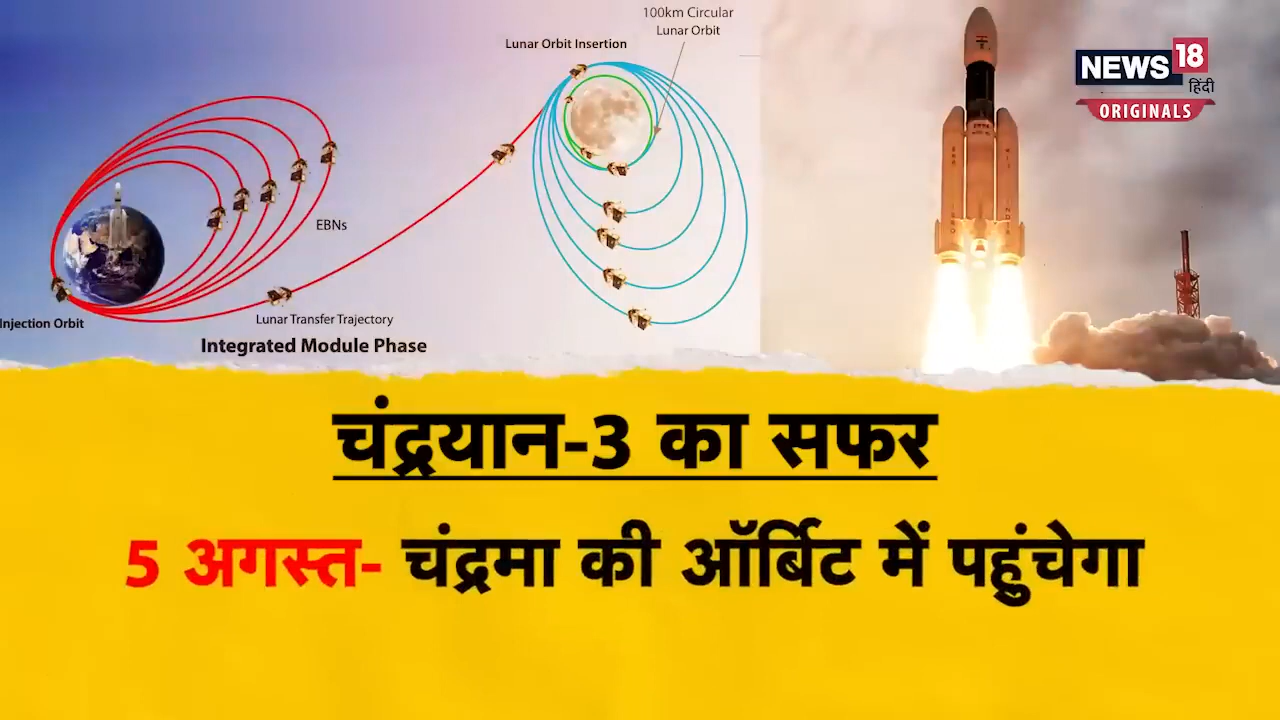 100km Circular
Lunar Orbit
Lunar Orbit Insertion
NEWS 18
हिंदी
ORIGINALS
EBNs
Injection Orbit
Lunar Transfer Trajectory
Integrated Module Phase
चंद्रयान-3 का सफर
5 अगस्त- चंद्रमा की ऑर्बिट में पहुंचेगा